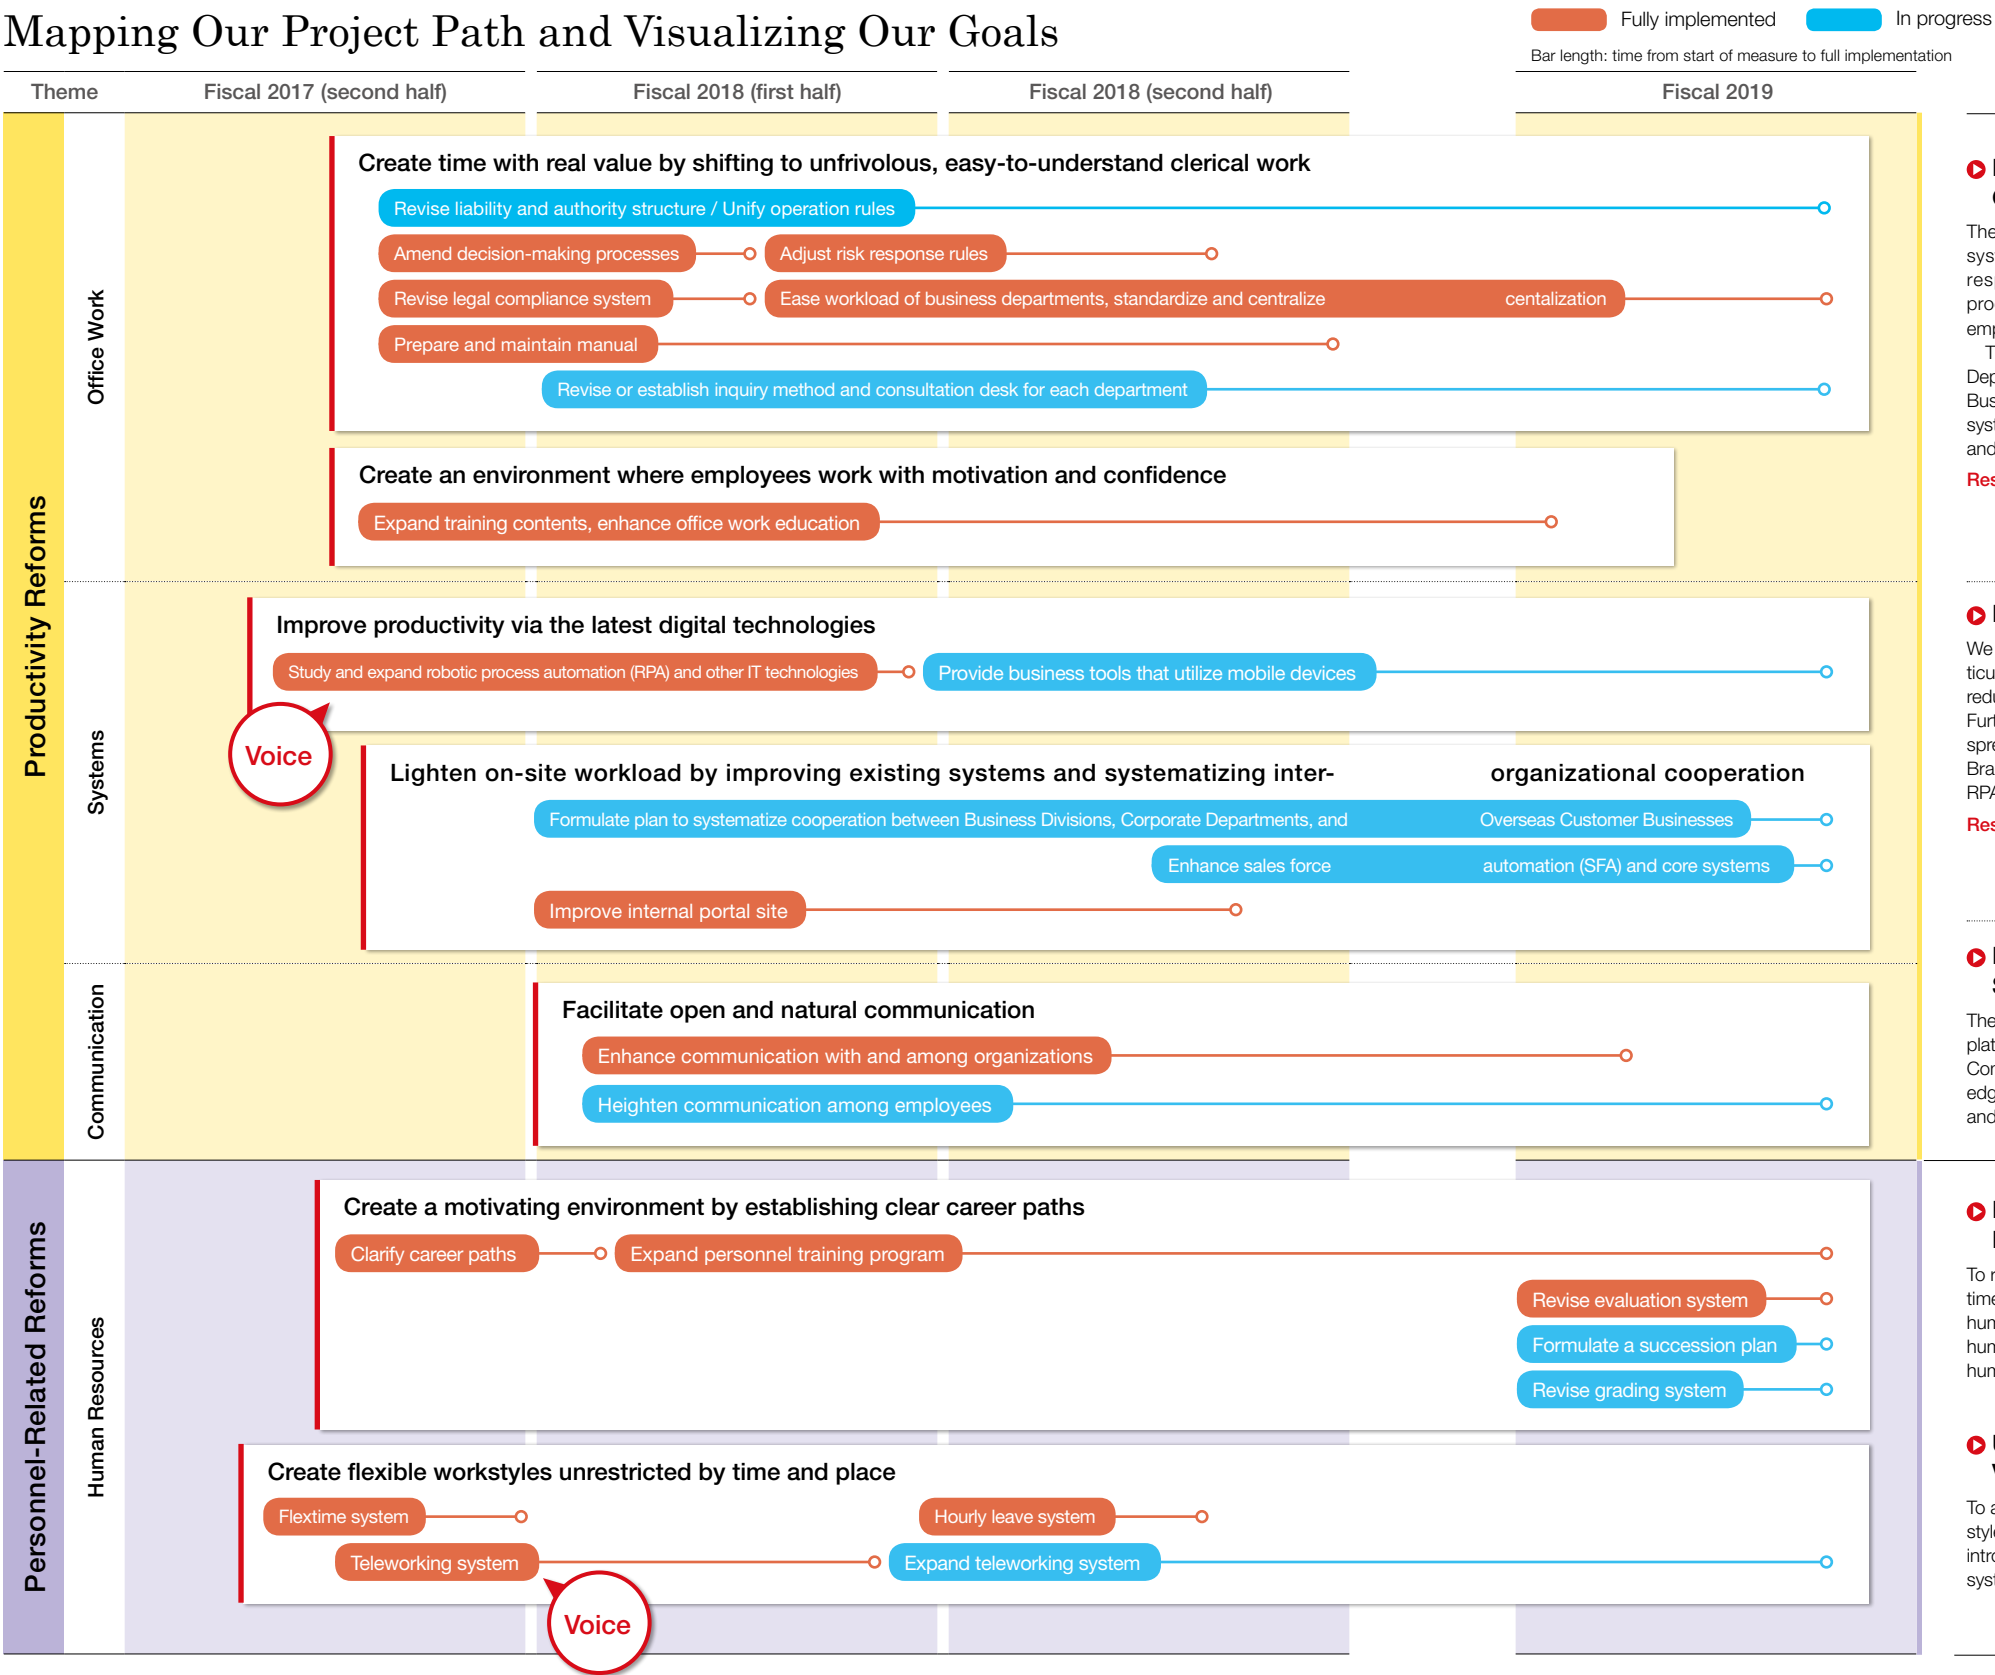 Mapping Our Project Path and Visualizing Our Goals
Fully implemented
In progress
Bar length: time from start of measure to full implementation
Theme
Fiscal 2017 (second half)
Fiscal 2018 (first half)
Fiscal 2018 (second half)
Fiscal 2019
Productivity Reforms
Office Work
Create time with real value by shifting to unfrivolous, easy-to-understand clerical work
Revise liability and authority structure / Unify operation rules
Amend decision-making processes
Adjust risk response rules
Revise legal compliance system
Ease workload of business departments, standardize and centralize centalization
Prepare and maintain manual
Revise or establish inquiry method and consultation desk for each department
Create an environment where employees work with motivation and confidence
Expand training contents, enhance office work education
Systems
Improve productivity via the latest digital technologies
Study and expand robotic process automation (RPA) and other IT technologies
Provide business tools that utilize mobile devices
Voice
Lighten on-site workload by improving existing systems and systematizing inter- organizational cooperation
Formulate plan to systematize cooperation between Business Divisions, Corporate Departments, and Overseas Customer Businesses
Enhance sales force automation (SFA) and core systems
Improve internal portal site
Communication
Facilitate open and natural communication
Enhance communication with and among organizations
Heighten communication among employees
Personnel-Related Reforms
Human Resources
Create a motivating environment by establishing clear career paths
Clarify career paths
Expand personnel training program
Revise evaluation system
Formulate a succession plan
Revise grading system
Create flexible workstyles unrestricted by time and place
Flextime system
Hourly leave system
Teleworking system
Expand teleworking system
Voice
The
T
and
We
The
and
To
To a